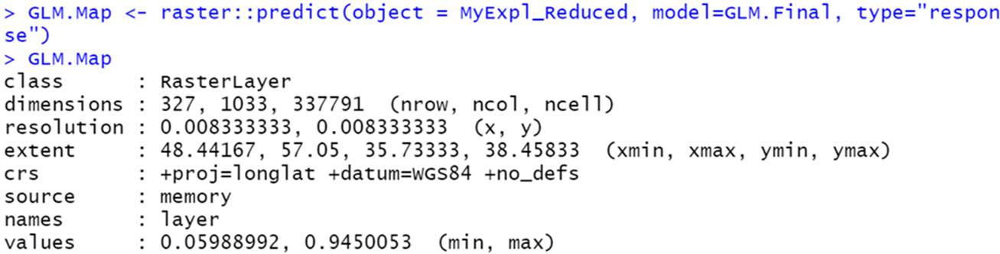 > GLM.Map <- raster::predict(object = MyExpl_Reduced, model=GLM.Final, type="respon
se")
> GLM.Map
class      : RasterLayer
dimensions : 327, 1033, 337791  (nrow, ncol, ncell)
resolution : 0.008333333, 0.008333333  (x, y)
extent     : 48.44167, 57.05, 35.73333, 38.45833  (xmin, xmax, ymin, ymax)
crs        : +proj=longlat +datum=WGS84 +no_defs
source     : memory
names      : layer
values     : 0.05988992, 0.9450053  (min, max)